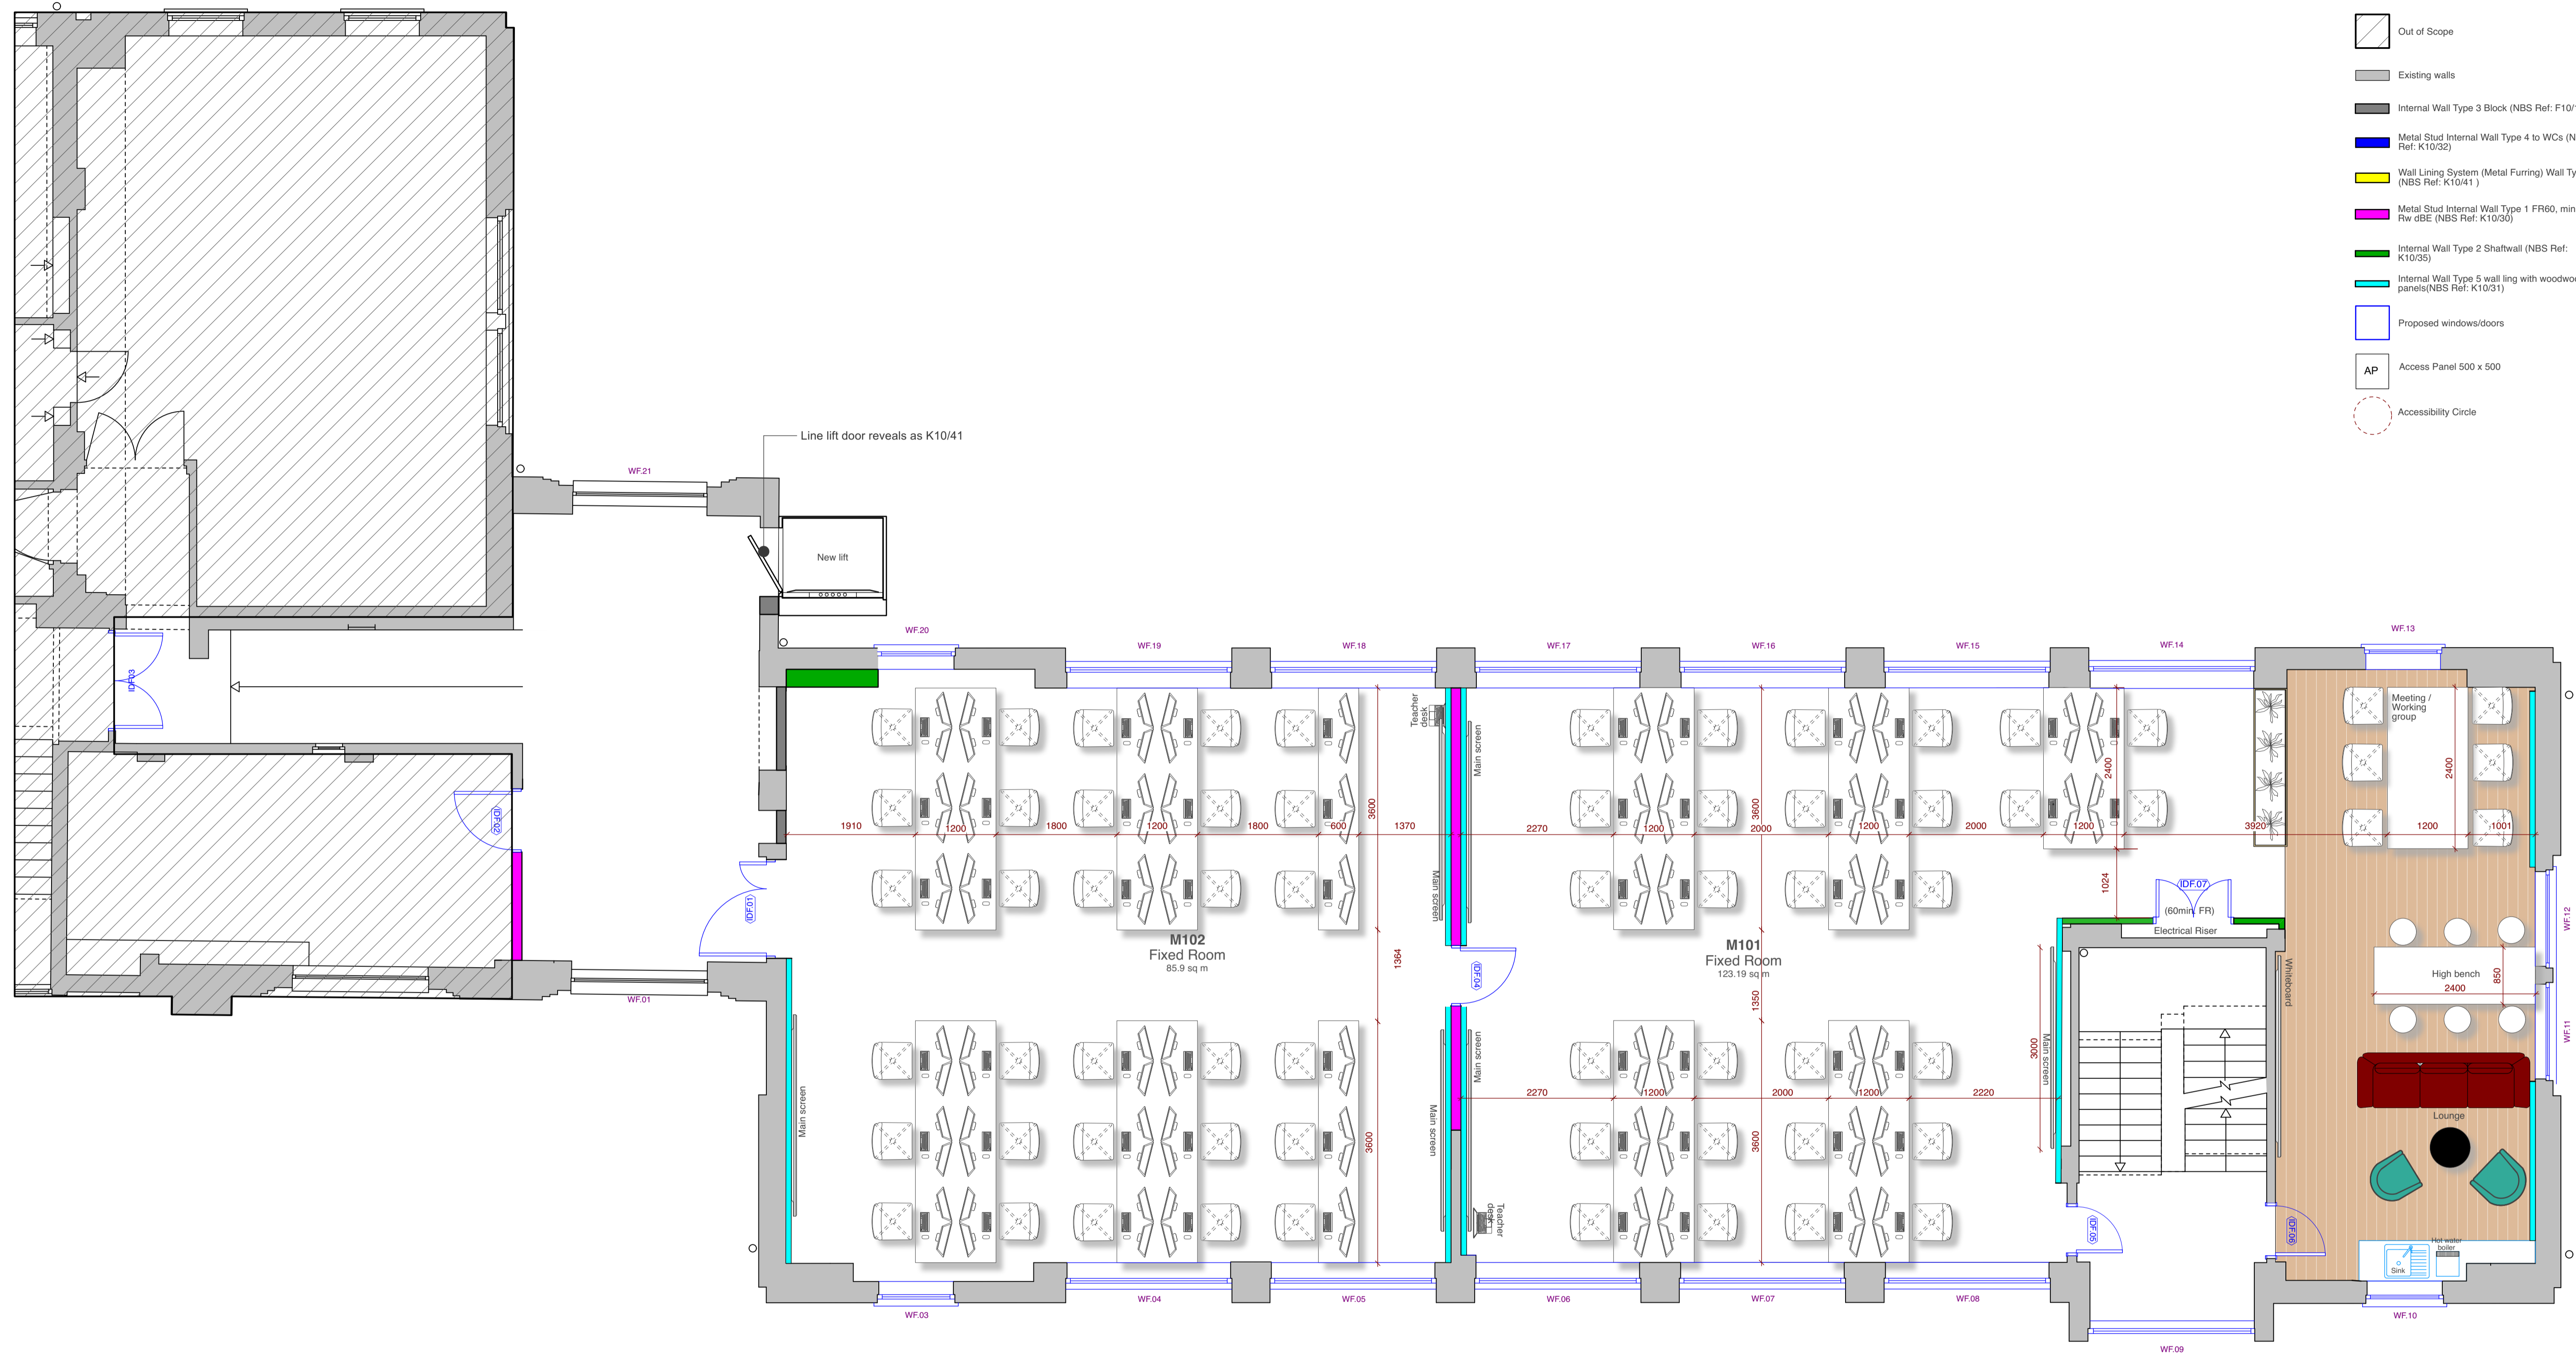 Out of Scope
Existing walls
Internal Wall Type 3 Block (NBS Ref: F10/
Metal Stud Internal Wall Type 4 to WCs (N
Ref: K10/32)
Wall Lining System (Metal Furring) Wall Ty
(NBS Ref: K10/41 )
Metal Stud Internal Wall Type 1 FR60, min
Rw dBE (NBS Ref: K10/30)
Internal Wall Type 2 Shaftwall (NBS Ref:
K10/35)
Internal Wall Type 5 wall ling with woodwo
panels(NBS Ref: K10/31)
Proposed windows/doors
AP
Access Panel 500 x 500
Accessibility Circle
Line lift door reveals as K10/41
WF.21
New lift
WF.20
WF.19
WF.18
WF.17
WF.16
WF.15
WF.14
WF.13
IDF.03
IDF.02
IDF.01
Teacher
desk
Main screen
Main screen
Meeting /
Working
group
2400
2400
3600
3600
1910
1200
1800
1200
1800
600
1370
2270
1200
2000
1200
2000
1200
3920
1200
1001
1024
IDF.07
(60min. FR)
Electrical Riser
WF.12
M102
Fixed Room
85.9 sq m
1364
IDF.04
M101
Fixed Room
123.19 sq m
1350
Whiteboard
High bench
850
2400
WF.01
WF.11
Main screen
Main screen
Main screen
3000
Main screen
2270
1200
2000
1200
2220
3600
3600
Lounge
Teacher
desk
IDF.05
IDF.06
Hot water
boiler
Sink
WF.03
WF.04
WF.05
WF.06
WF.07
WF.08
WF.09
WF.10